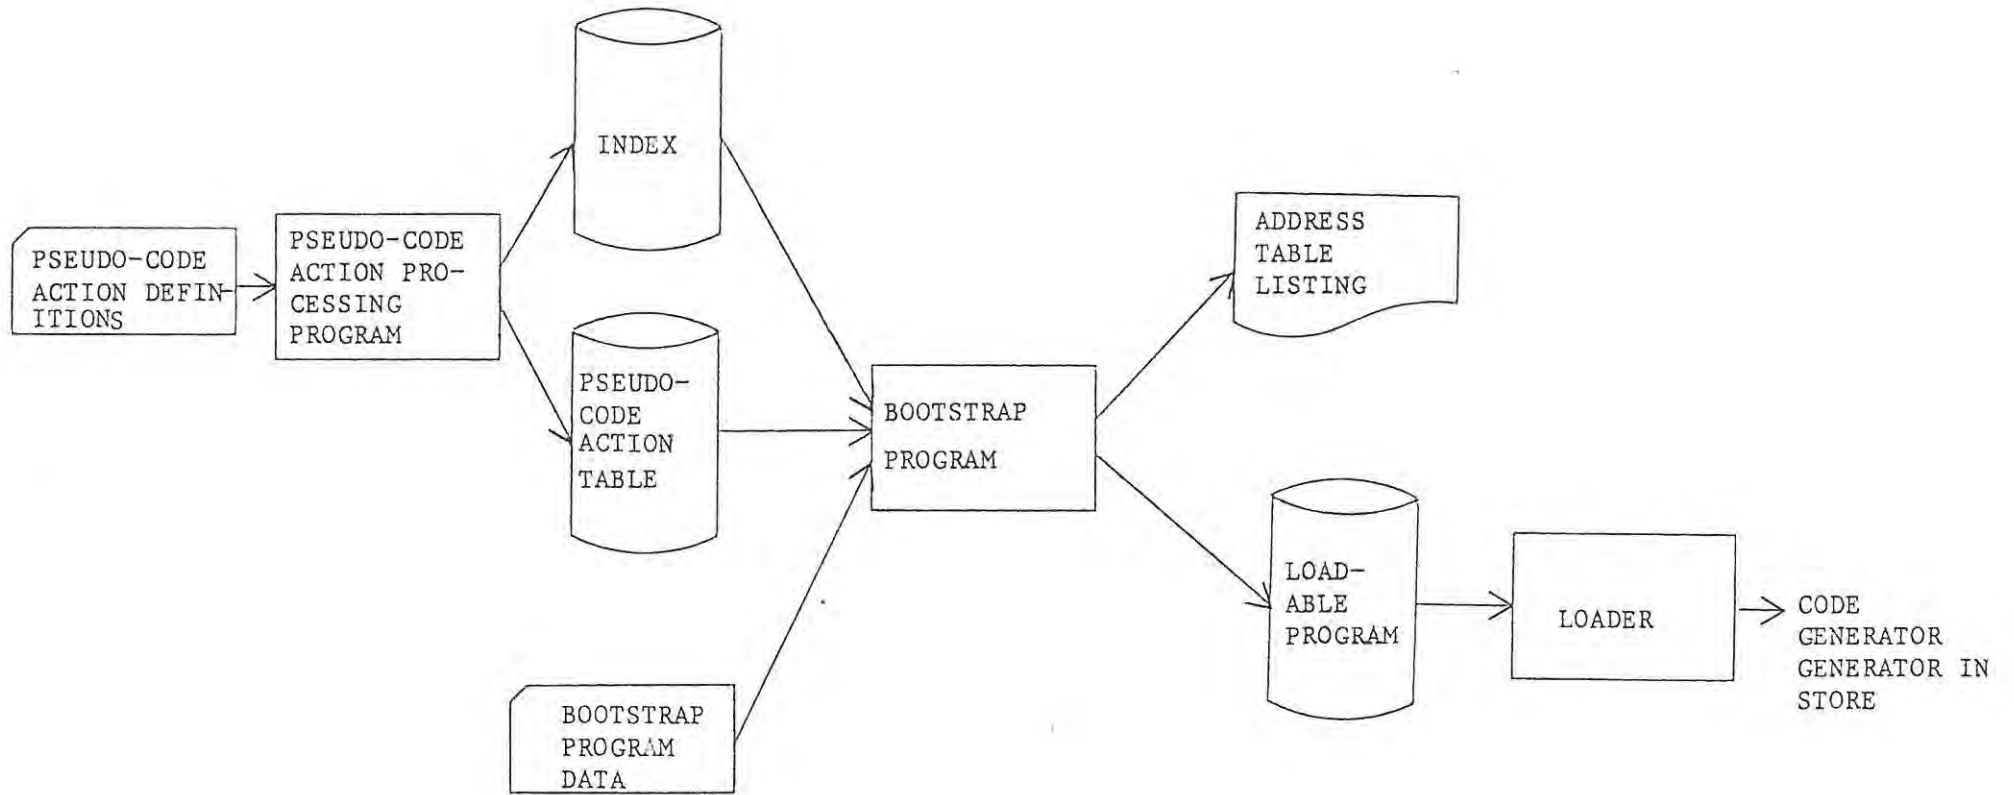 PSEUDO-CODE
ACTION DEFIN-
ITIONS
PSEUDO-CODE
ACTION PRO-
CESSING
PROGRAM
INDEX
PSEUDO-
CODE
ACTION
TABLE
BOOTSTRAP
PROGRAM
DATA
BOOTSTRAP
PROGRAM
ADDRESS
TABLE
LISTING
LOAD-
ABLE
PROGRAM
LOADER
CODE
GENERATOR
GENERATOR IN
STORE